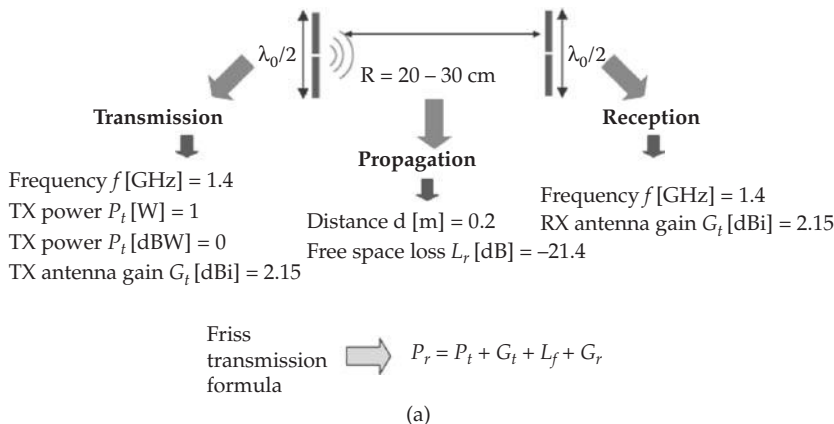 λ0/2
λ0/2
R = 20 – 30 cm
Transmission
Frequency f [GHz] = 1.4
TX power Pt [W] = 1
TX power Pt [dBW] = 0
TX antenna gain Gt [dBi] = 2.15
Propagation
Distance d [m] = 0.2
Free space loss Lr [dB] = –21.4
Reception
Frequency f [GHz] = 1.4
RX antenna gain Gt [dBi] = 2.15
Friss
transmission
formula
Pr = Pt + Gt + Lf + Gr
(a)